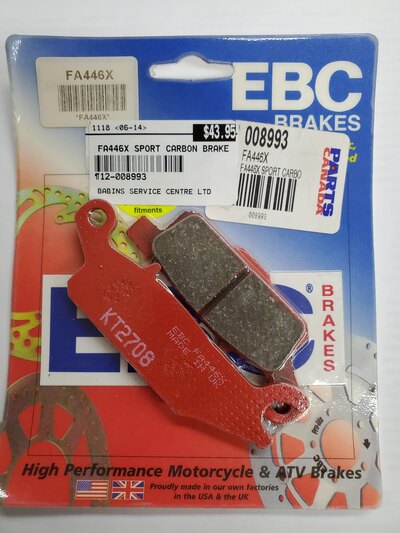 FA446X
*FA446X*
EBC
BRAKES
1118 <06-14>
$43.95
FA446X SPORT CARBON BRAKE
112-008993
BABINS SERVICE CENTRE LTD
008993
FA446X
FA446X SPORT CARBO
008993
PARTS
CANADA
fitments
EBC FA446X
MADE IN UK
KT2708
BRAKES
Pro-lite
High Performance Motorcycle & ATV Brakes
Proudly made in our own factories
in the USA & the UK